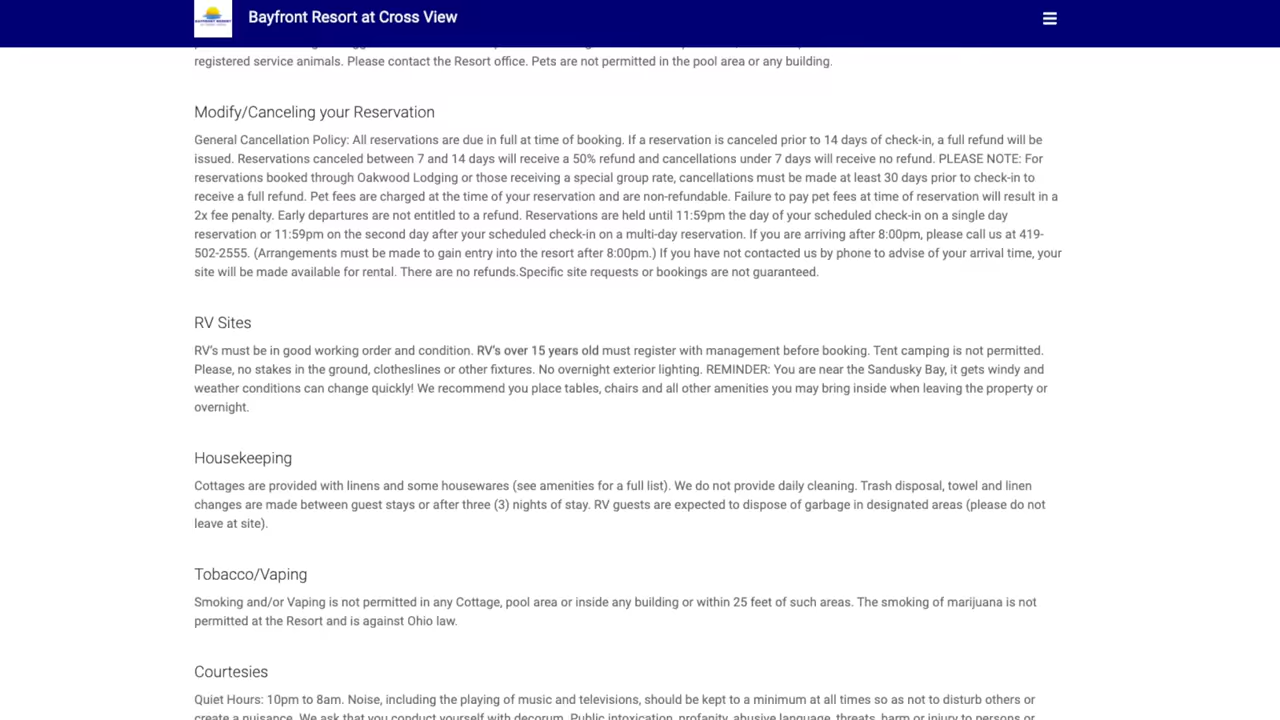 Bayfront Resort at Cross View
registered service animals. Please contact the Resort office. Pets are not permitted in the pool area or any building.
Modify/Canceling your Reservation
General Cancellation Policy: All reservations are due in full at time of booking. If a reservation is canceled prior to 14 days of check-in, a full refund will be
issued. Reservations canceled between 7 and 14 days will receive a 50% refund and cancellations under 7 days will receive no refund. PLEASE NOTE: For
reservations booked through Oakwood Lodging or those receiving a special group rate, cancellations must be made at least 30 days prior to check-in to
receive a full refund. Pet fees are charged at the time of your reservation and are non-refundable. Failure to pay pet fees at time of reservation will result in a
2x fee penalty. Early departures are not entitled to a refund. Reservations are held until 11:59pm the day of your scheduled check-in on a single day
reservation or 11:59pm on the second day after your scheduled check-in on a multi-day reservation. If you are arriving after 8:00pm, please call us at 419-
502-2555. (Arrangements must be made to gain entry into the resort after 8:00pm.) If you have not contacted us by phone to advise of your arrival time, your
site will be made available for rental. There are no refunds.Specific site requests or bookings are not guaranteed.
RV Sites
RV's must be in good working order and condition. RV's over 15 years old must register with management before booking. Tent camping is not permitted.
Please, no stakes in the ground, clotheslines or other fixtures. No overnight exterior lighting. REMINDER: You are near the Sandusky Bay, it gets windy and
weather conditions can change quickly! We recommend you place tables, chairs and all other amenities you may bring inside when leaving the property or
overnight.
Housekeeping
Cottages are provided with linens and some housewares (see amenities for a full list). We do not provide daily cleaning. Trash disposal, towel and linen
changes are made between guest stays or after three (3) nights of stay. RV guests are expected to dispose of garbage in designated areas (please do not
leave at site).
Tobacco/Vaping
Smoking and/or Vaping is not permitted in any Cottage, pool area or inside any building or within 25 feet of such areas. The smoking of marijuana is not
permitted at the Resort and is against Ohio law.
Courtesies
Quiet Hours: 10pm to 8am. Noise, including the playing of music and televisions, should be kept to a minimum at all times so as not to disturb others or
create a nuisance. We ask that you conduct yourself with decorum. Public intoxication, profanity, abusive language, threats, harm or injury to persons or